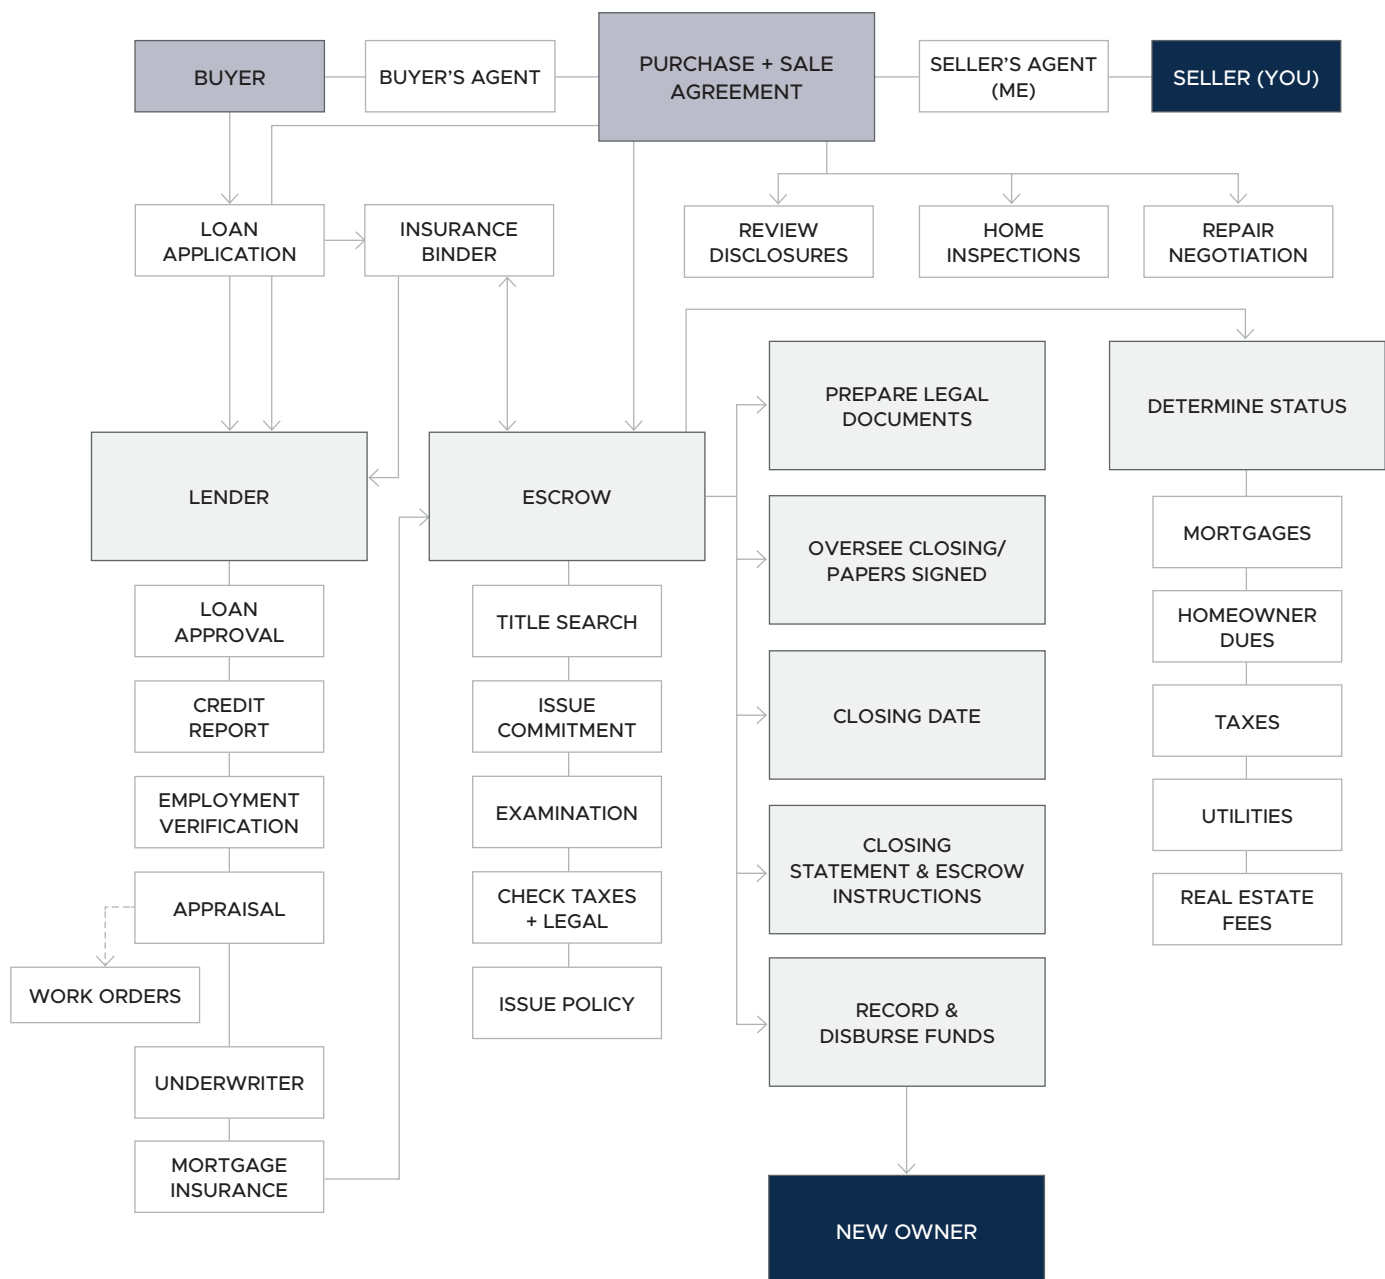 BUYER
BUYER'S AGENT
PURCHASE + SALE
AGREEMENT
SELLER'S AGENT
(ME)
SELLER (YOU)
LOAN
APPLICATION
INSURANCE
BINDER
REVIEW
DISCLOSURES
HOME
INSPECTIONS
REPAIR
NEGOTIATION
LENDER
LOAN
APPROVAL
CREDIT
REPORT
EMPLOYMENT
VERIFICATION
APPRAISAL
WORK ORDERS
UNDERWRITER
MORTGAGE
INSURANCE
ESCROW
TITLE SEARCH
ISSUE
COMMITMENT
EXAMINATION
CHECK TAXES
+ LEGAL
ISSUE POLICY
PREPARE LEGAL
DOCUMENTS
OVERSEE CLOSING/
PAPERS SIGNED
CLOSING DATE
CLOSING
STATEMENT & ESCROW
INSTRUCTIONS
RECORD &
DISBURSE FUNDS
NEW OWNER
DETERMINE STATUS
MORTGAGES
HOMEOWNER
DUES
TAXES
UTILITIES
REAL ESTATE
FEES